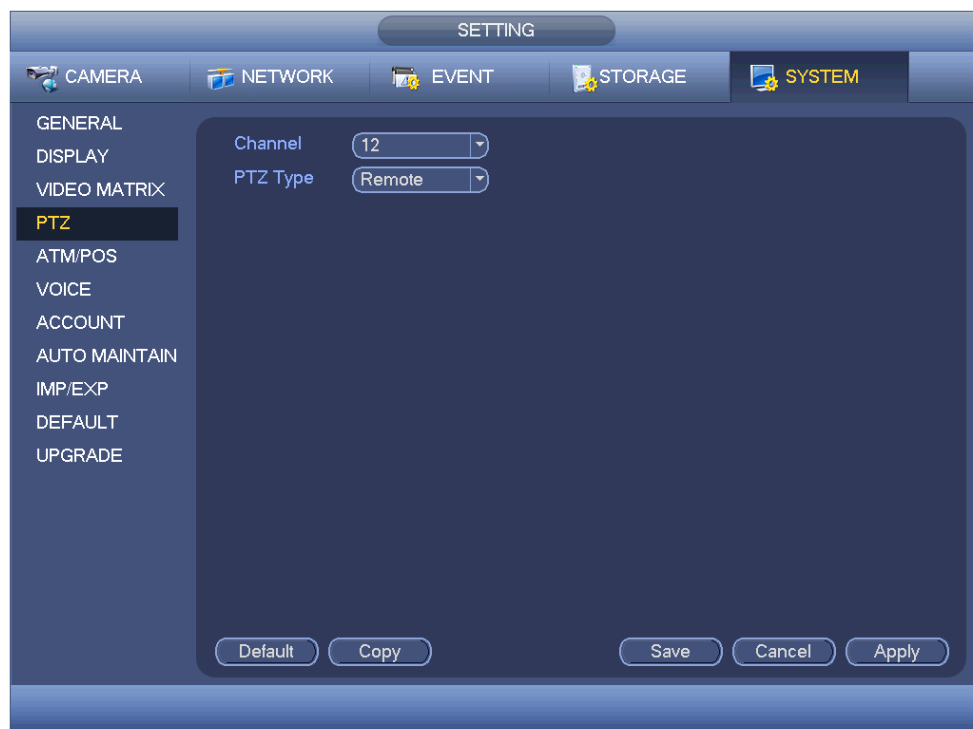 SETTING
CAMERA NETWORK EVENT STORAGE SYSTEM
GENERAL
DISPLAY
VIDEO MATRIX
PTZ
ATM/POS
VOICE
ACCOUNT
AUTO MAINTAIN
IMP/EXP
DEFAULT
UPGRADE
Channel 12
PTZ Type Remote
Default Copy Save Cancel Apply